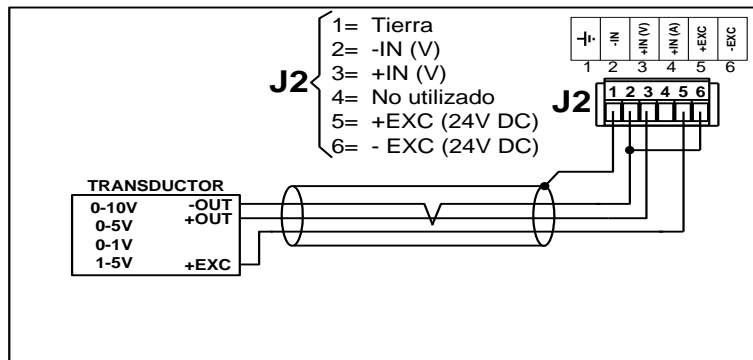 J2
1= Tierra
2= -IN (V)
3= +IN (V)
4= No utilizado
5= +EXC (24V DC)
6= - EXC (24V DC)
-IN +IN (V) +IN (A) +EXC -EXC
1 2 3 4 5 6
J2
1 2 3 4 5 6
TRANSDUCTOR
0-10V -OUT
0-5V +OUT
0-1V
1-5V +EXC